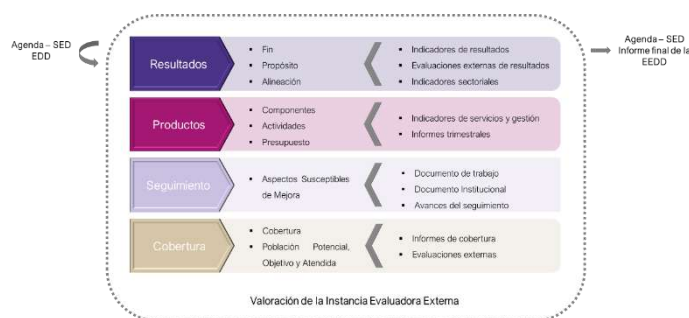 Agenda – SED
EDD
Agenda – SED
Informe final de la
EEDD
Resultados
▪ Fin
▪ Propósito
▪ Alineación
▪ Indicadores de resultados
▪ Evaluaciones externas de resultados
▪ Indicadores sectoriales
Productos
▪ Componentes
▪ Actividades
▪ Presupuesto
▪ Indicadores de servicios y gestión
▪ Informes trimestrales
Seguimiento
▪ Aspectos Susceptibles
de Mejora
▪ Documento de trabajo
▪ Documento Institucional
▪ Avances del seguimiento
Cobertura
▪ Cobertura
▪ Población Potencial,
Objetivo y Atendida
▪ Informes de cobertura
▪ Evaluaciones externas
Valoración de la Instancia Evaluadora Externa